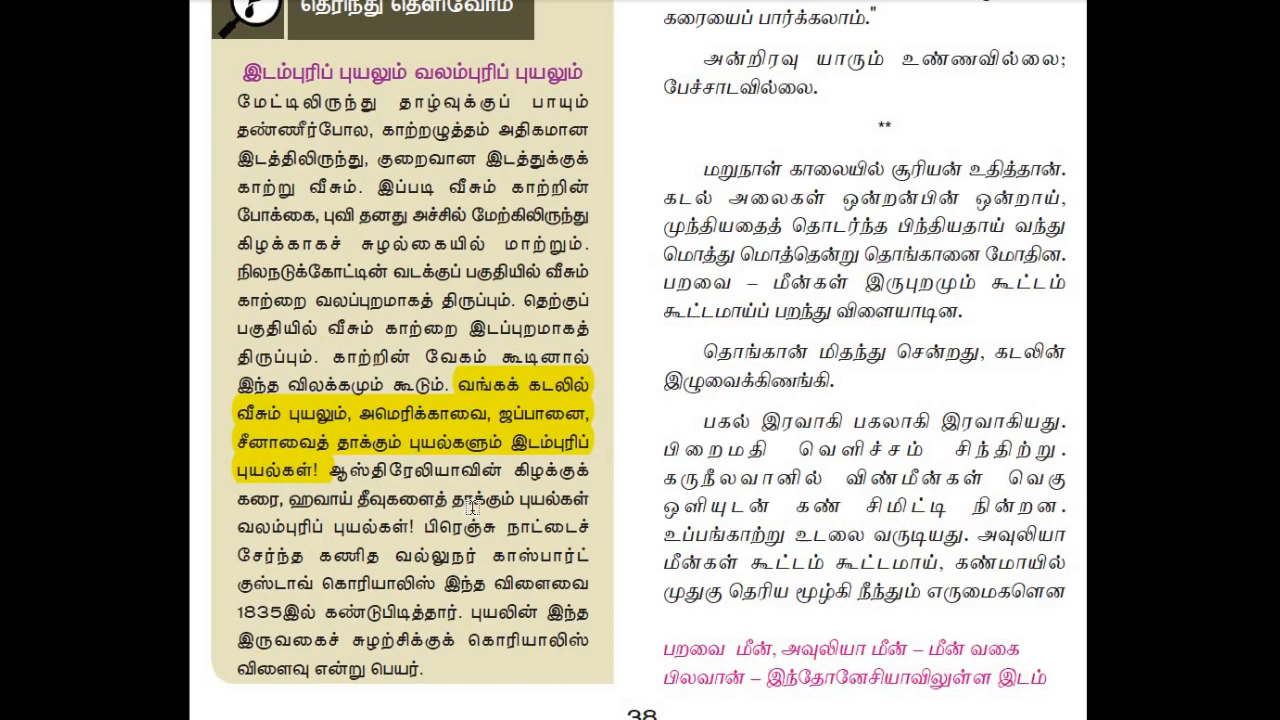 தெரிந்து தெளிவோம்
இடம்புரிப் புயலும் வலம்புரிப் புயலும்
மேட்டிலிருந்து தாழ்வுக்குப் பாயும்
தண்ணீர்போல, காற்றழுத்தம் அதிகமான
இடத்திலிருந்து, குறைவான இடத்துக்குக்
காற்று வீசும். இப்படி வீசும் காற்றின்
போக்கை, புவி தனது அச்சில் மேற்கிலிருந்து
கிழக்காகச் சுழல்கையில் மாற்றும்.
நிலநடுக்கோட்டின் வடக்குப் பகுதியில் வீசும்
காற்றை வலப்புறமாகத் திருப்பும். தெற்குப்
பகுதியில் வீசும் காற்றை இடப்புறமாகத்
திருப்பும். காற்றின் வேகம் கூடினால்
இந்த விலக்கமும் கூடும். வங்கக் கடலில்
வீசும் புயலும், அமெரிக்காவை, ஜப்பானை,
சீனாவைத் தாக்கும் புயல்களும் இடம்புரிப்
புயல்கள்! ஆஸ்திரேலியாவின் கிழக்குக்
கரை, ஹவாய் தீவுகளைத் தாக்கும் புயல்கள்
வலம்புரிப் புயல்கள்! பிரெஞ்சு நாட்டைச்
சேர்ந்த கணித வல்லுநர் காஸ்பார்ட்
குஸ்டாவ் கொரியாலிஸ் இந்த விளைவை
1835இல் கண்டுபிடித்தார். புயலின் இந்த
இருவகைச் சுழற்சிக்குக் கொரியாலிஸ்
விளைவு என்று பெயர்.
கரையைப் பார்க்கலாம்."
அன்றிரவு யாரும் உண்ணவில்லை;
பேச்சாடவில்லை.
**
மறுநாள் காலையில் சூரியன் உதித்தான்.
கடல் அலைகள் ஒன்றன்பின் ஒன்றாய்,
முந்தியதைத் தொடர்ந்த பிந்தியதாய் வந்து
மொத்து மொத்தென்று தொங்கானை மோதின.
பறவை – மீன்கள் இருபுறமும் கூட்டம்
கூட்டமாய்ப் பறந்து விளையாடின.
தொங்கான் மிதந்து சென்றது, கடலின்
இழுவைக்கிணங்கி.
பகல் இரவாகி பகலாகி இரவாகியது.
பிறைமதி வெளிச்சம் சிந்திற்று.
கருநீலவானில் விண்மீன்கள் வெகு
ஒளியுடன் கண் சிமிட்டி நின்றன.
உப்பங்காற்று உடலை வருடியது. அவுலியா
மீன்கள் கூட்டம் கூட்டமாய், கண்மாயில்
முதுகு தெரிய மூழ்கி நீந்தும் எருமைகளென
பறவை மீன், அவுலியா மீன் – மீன் வகை
பிலவான் – இந்தோனேசியாவிலுள்ள இடம்
38